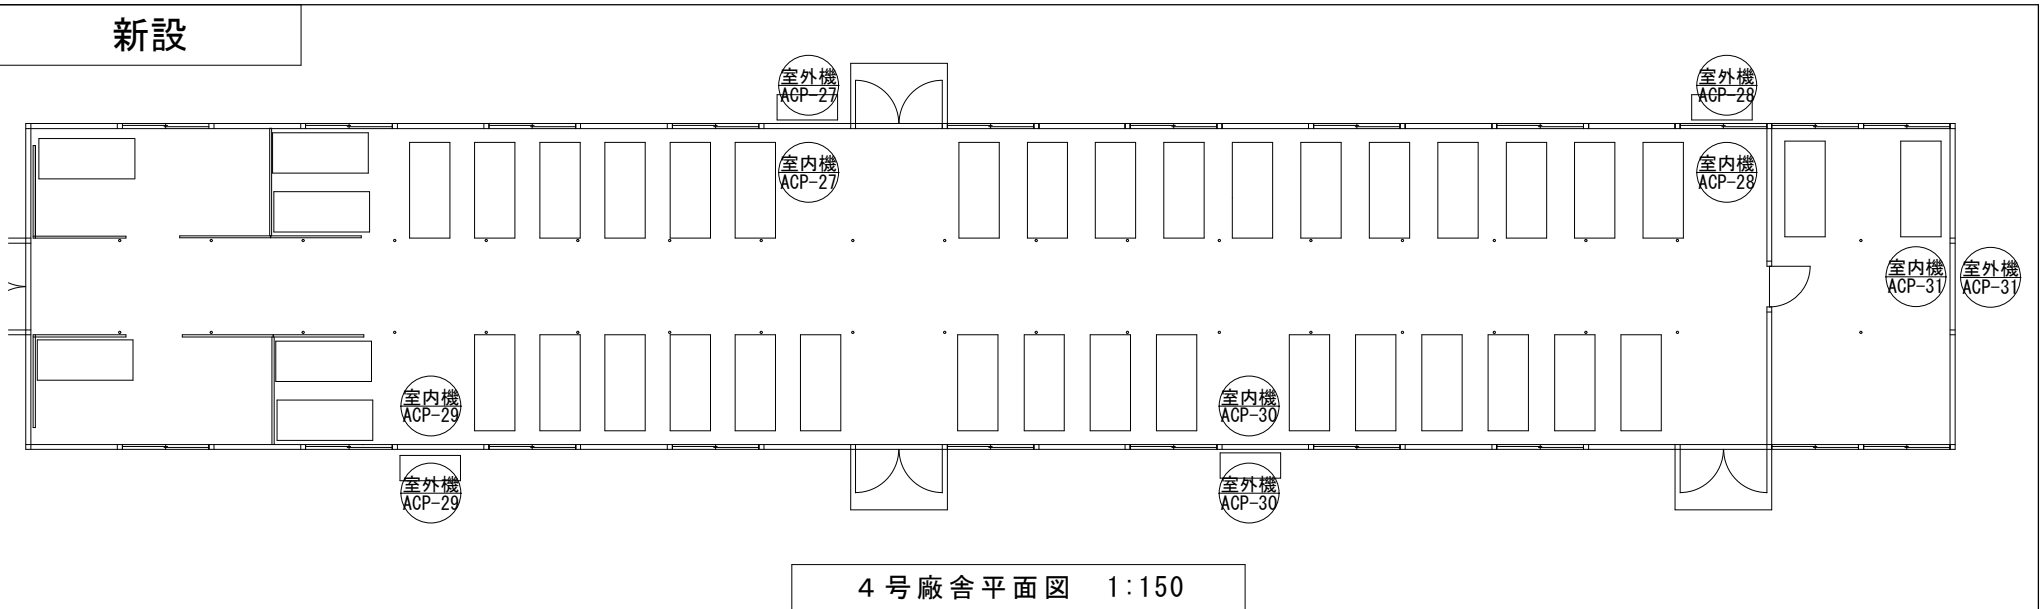 新設
室外機
ACP-27
室外機
ACP-28
室内機
ACP-27
室内機
ACP-28
室内機
ACP-31
室外機
ACP-31
室内機
ACP-29
室内機
ACP-30
室外機
ACP-29
室外機
ACP-30
４号廠舎平面図　1:150